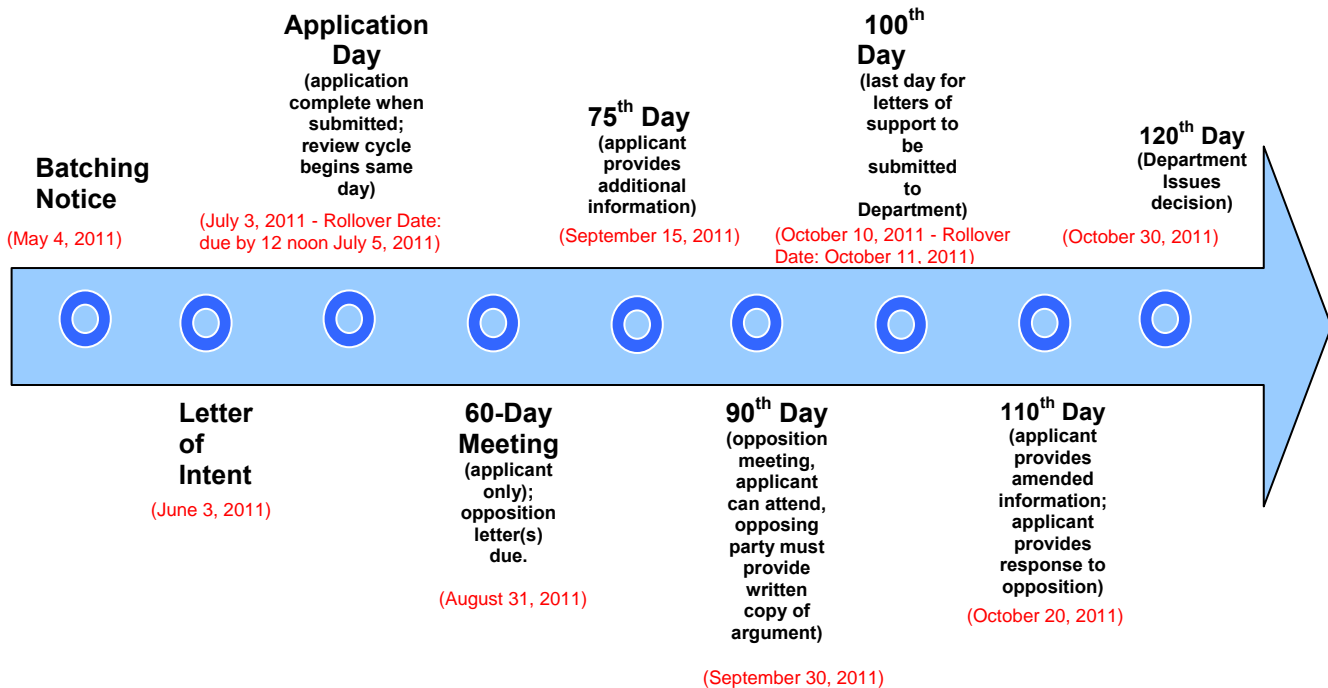 Batching
Notice
(May 4, 2011)
Letter
of
Intent
(June 3, 2011)
Application
Day
(application
complete when
submitted;
review cycle
begins same
day)
(July 3, 2011 - Rollover Date:
due by 12 noon July 5, 2011)
60-Day
Meeting
(applicant
only);
opposition
letter(s)
due.
(August 31, 2011)
75th Day
(applicant
provides
additional
information)
(September 15, 2011)
90th Day
(opposition
meeting,
applicant
can attend,
opposing
party must
provide
written
copy of
argument)
(September 30, 2011)
100th
Day
(last day for
letters of
support to
be
submitted
to
Department)
(October 10, 2011 - Rollover
Date: October 11, 2011)
110th Day
(applicant
provides
amended
information;
applicant
provides
response to
opposition)
(October 20, 2011)
120th Day
(Department
Issues
decision)
(October 30, 2011)